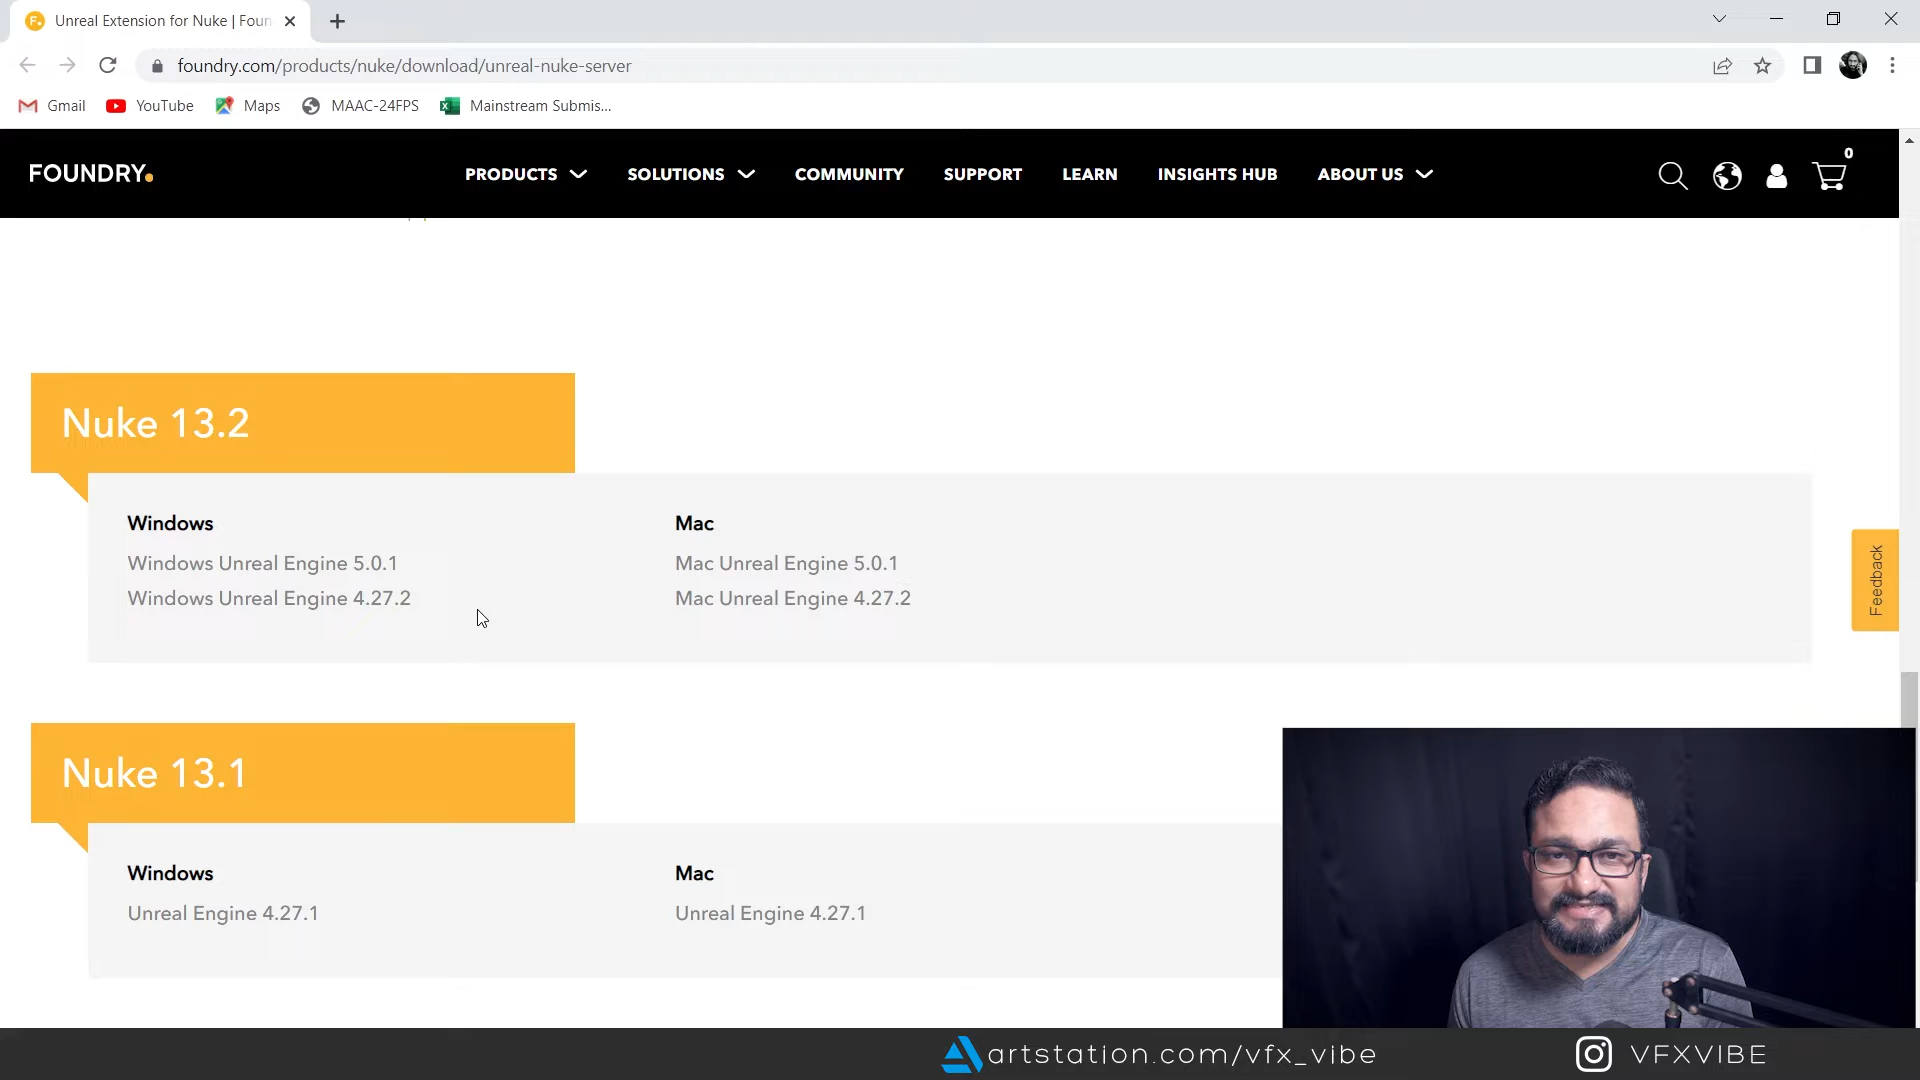 Unreal Extension for Nuke | Foun
foundry.com/products/nuke/download/unreal-nuke-server
Gmail YouTube Maps MAAC-24FPS Mainstream Submis...
FOUNDRY. PRODUCTS SOLUTIONS COMMUNITY SUPPORT LEARN INSIGHTS HUB ABOUT US 0
Nuke 13.2
Windows
Windows Unreal Engine 5.0.1
Windows Unreal Engine 4.27.2
Mac
Mac Unreal Engine 5.0.1
Mac Unreal Engine 4.27.2
Feedback
Nuke 13.1
Windows
Unreal Engine 4.27.1
Mac
Unreal Engine 4.27.1
artstation.com/vfx_vibe
VFXVIBE